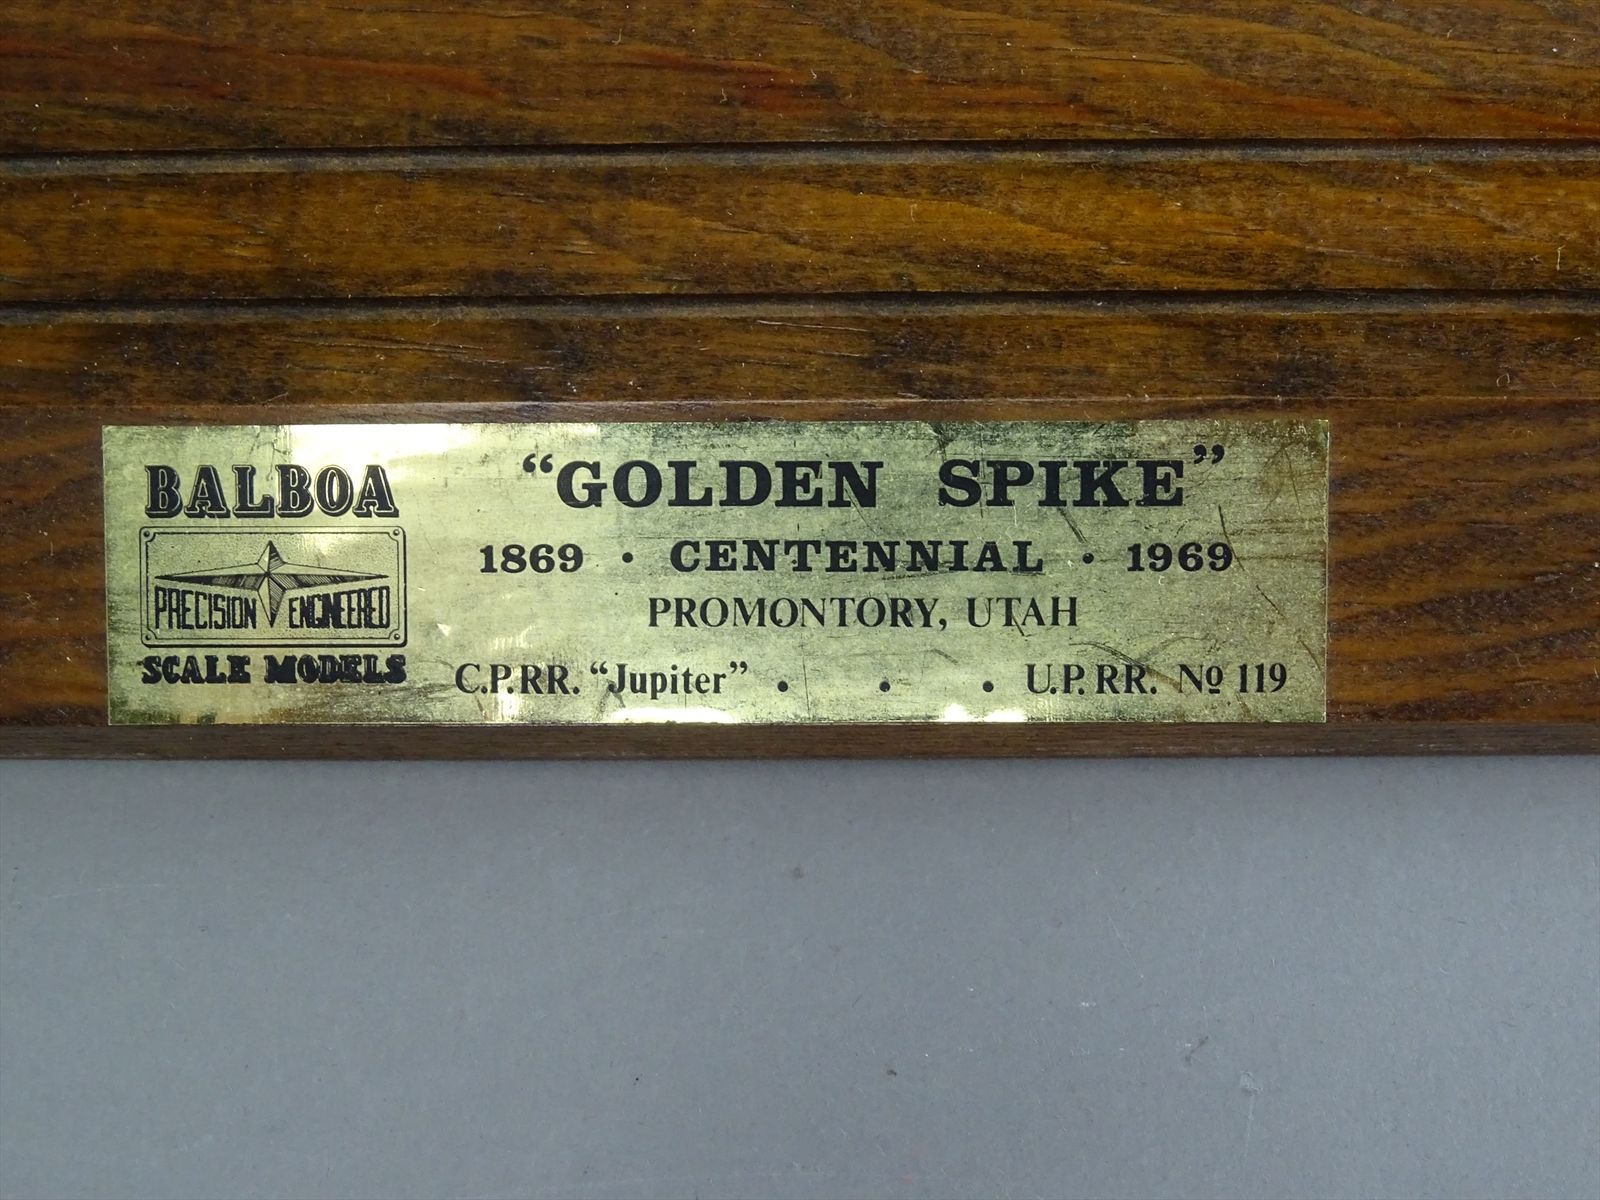 BALBOA
PRECISION ENGINEERED
SCALE MODELS
“GOLDEN SPIKE”
1869 • CENTENNIAL • 1969
PROMONTORY, UTAH
C.P.RR. “Jupiter” . . . U.P.RR. No 119